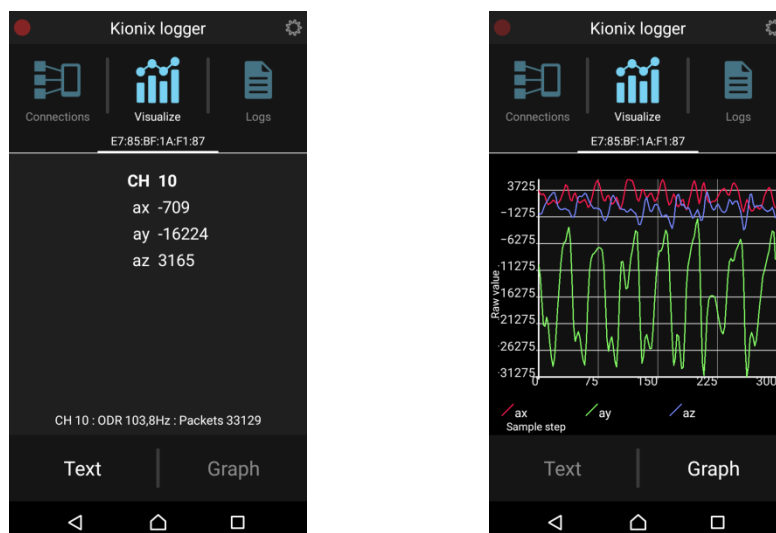 Kionix logger
Connections
Visualize
Logs
E7:85:BF:1A:F1:87
CH 10
ax -709
ay -16224
az 3165
CH 10 : ODR 103,8Hz : Packets 33129
Text
Graph
Kionix logger
Connections
Visualize
Logs
E7:85:BF:1A:F1:87
3725
-1275
-6275
-11275
-16275
-21275
-26275
-31275
Raw value
0
75
150
225
300
ax
ay
az
Sample step
Text
Graph